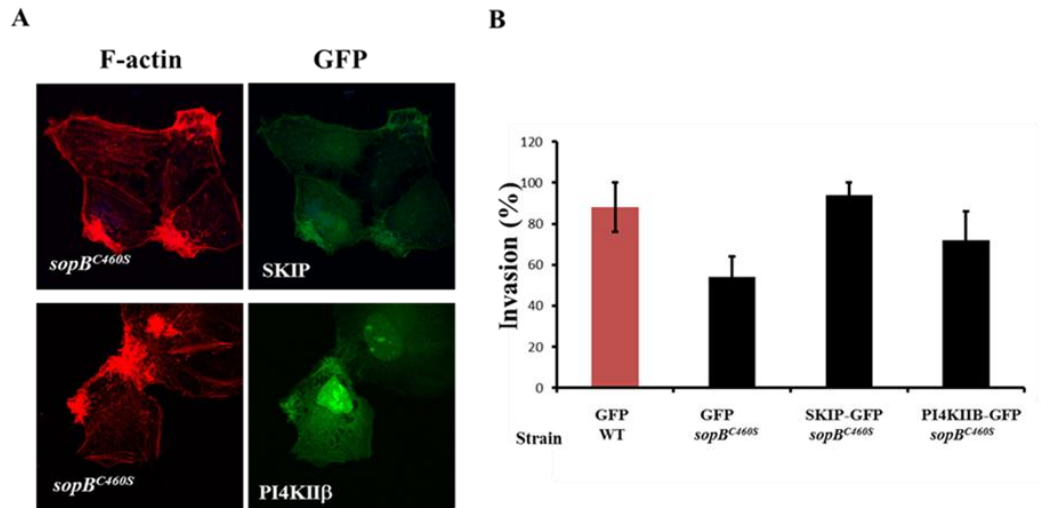 A
F-actin GFP
sopB^C460S
SKIP
sopB^C460S
PI4KIIβ
B
Invasion (%)
120
100
80
60
40
20
0
GFP GFP SKIP-GFP PI4KIIB-GFP
Strain WT sopB^C460S sopB^C460S sopB^C460S